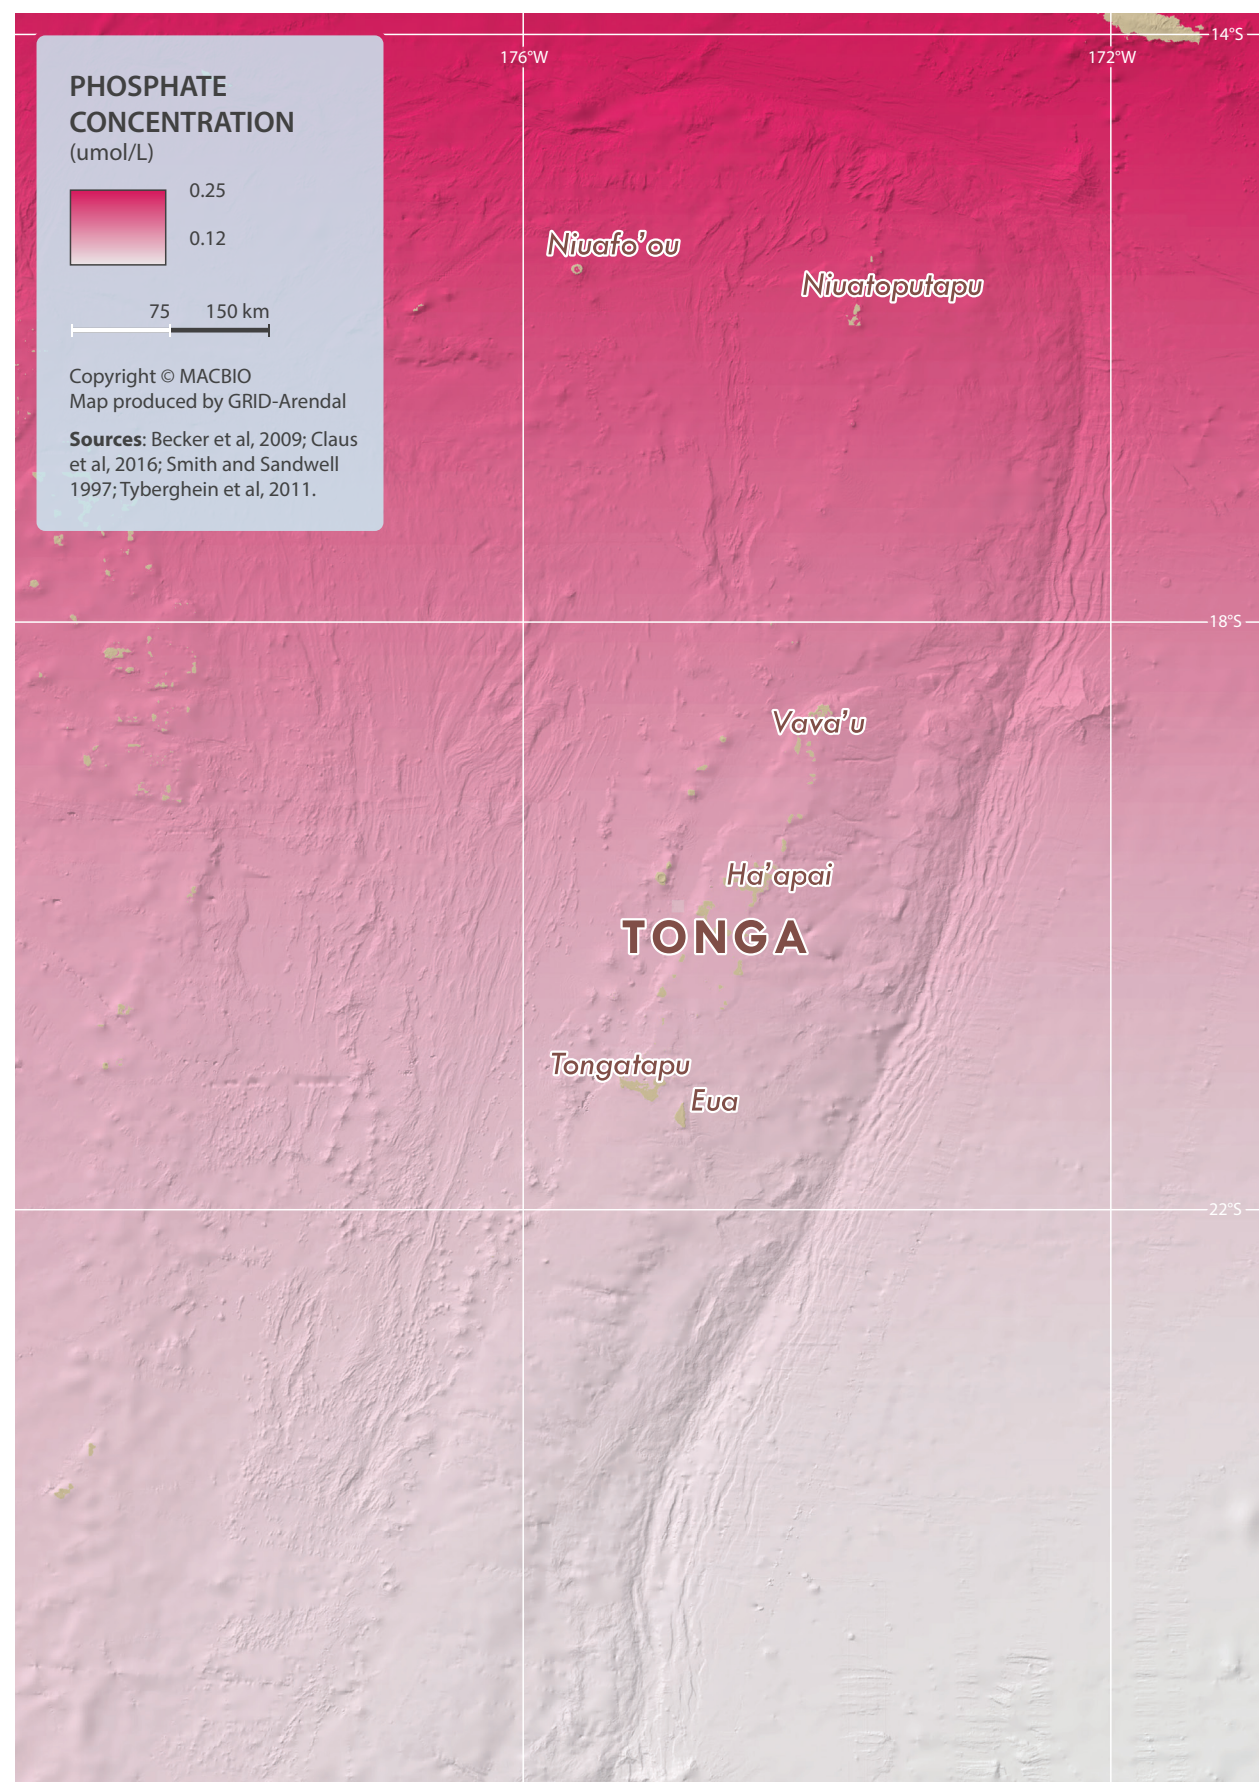 PHOSPHATE
CONCENTRATION
(umol/L)
0.25
0.12
75 150 km
Copyright © MACBIO
Map produced by GRID-Arendal
Sources: Becker et al, 2009; Claus
et al, 2016; Smith and Sandwell
1997; Tyberghein et al, 2011.
14°S
176°W
172°W
Niuafo’ou
Niuatoputapu
18°S
Vava’u
Ha’apai
TONGA
Tongatapu
Eua
22°S